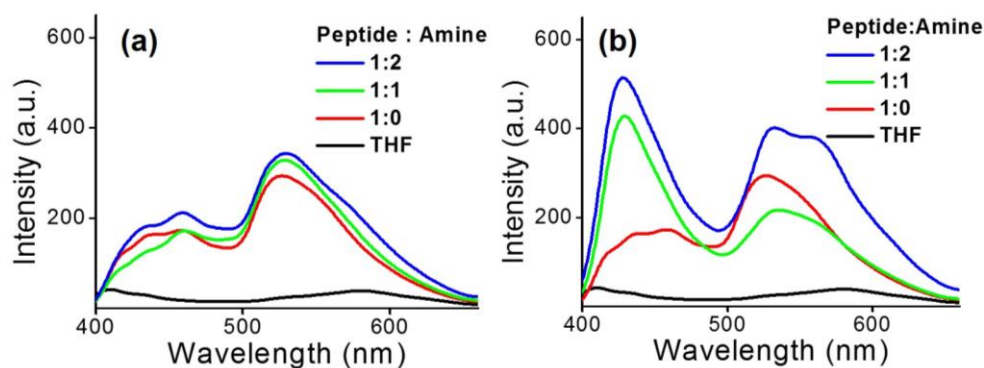 (a)
Peptide : Amine
1:2
1:1
1:0
THF
600
400
200
400 500 600
Intensity (a.u.)
Wavelength (nm)
(b)
Peptide:Amine
1:2
1:1
1:0
THF
600
400
200
400 500 600
Intensity (a.u.)
Wavelength (nm)